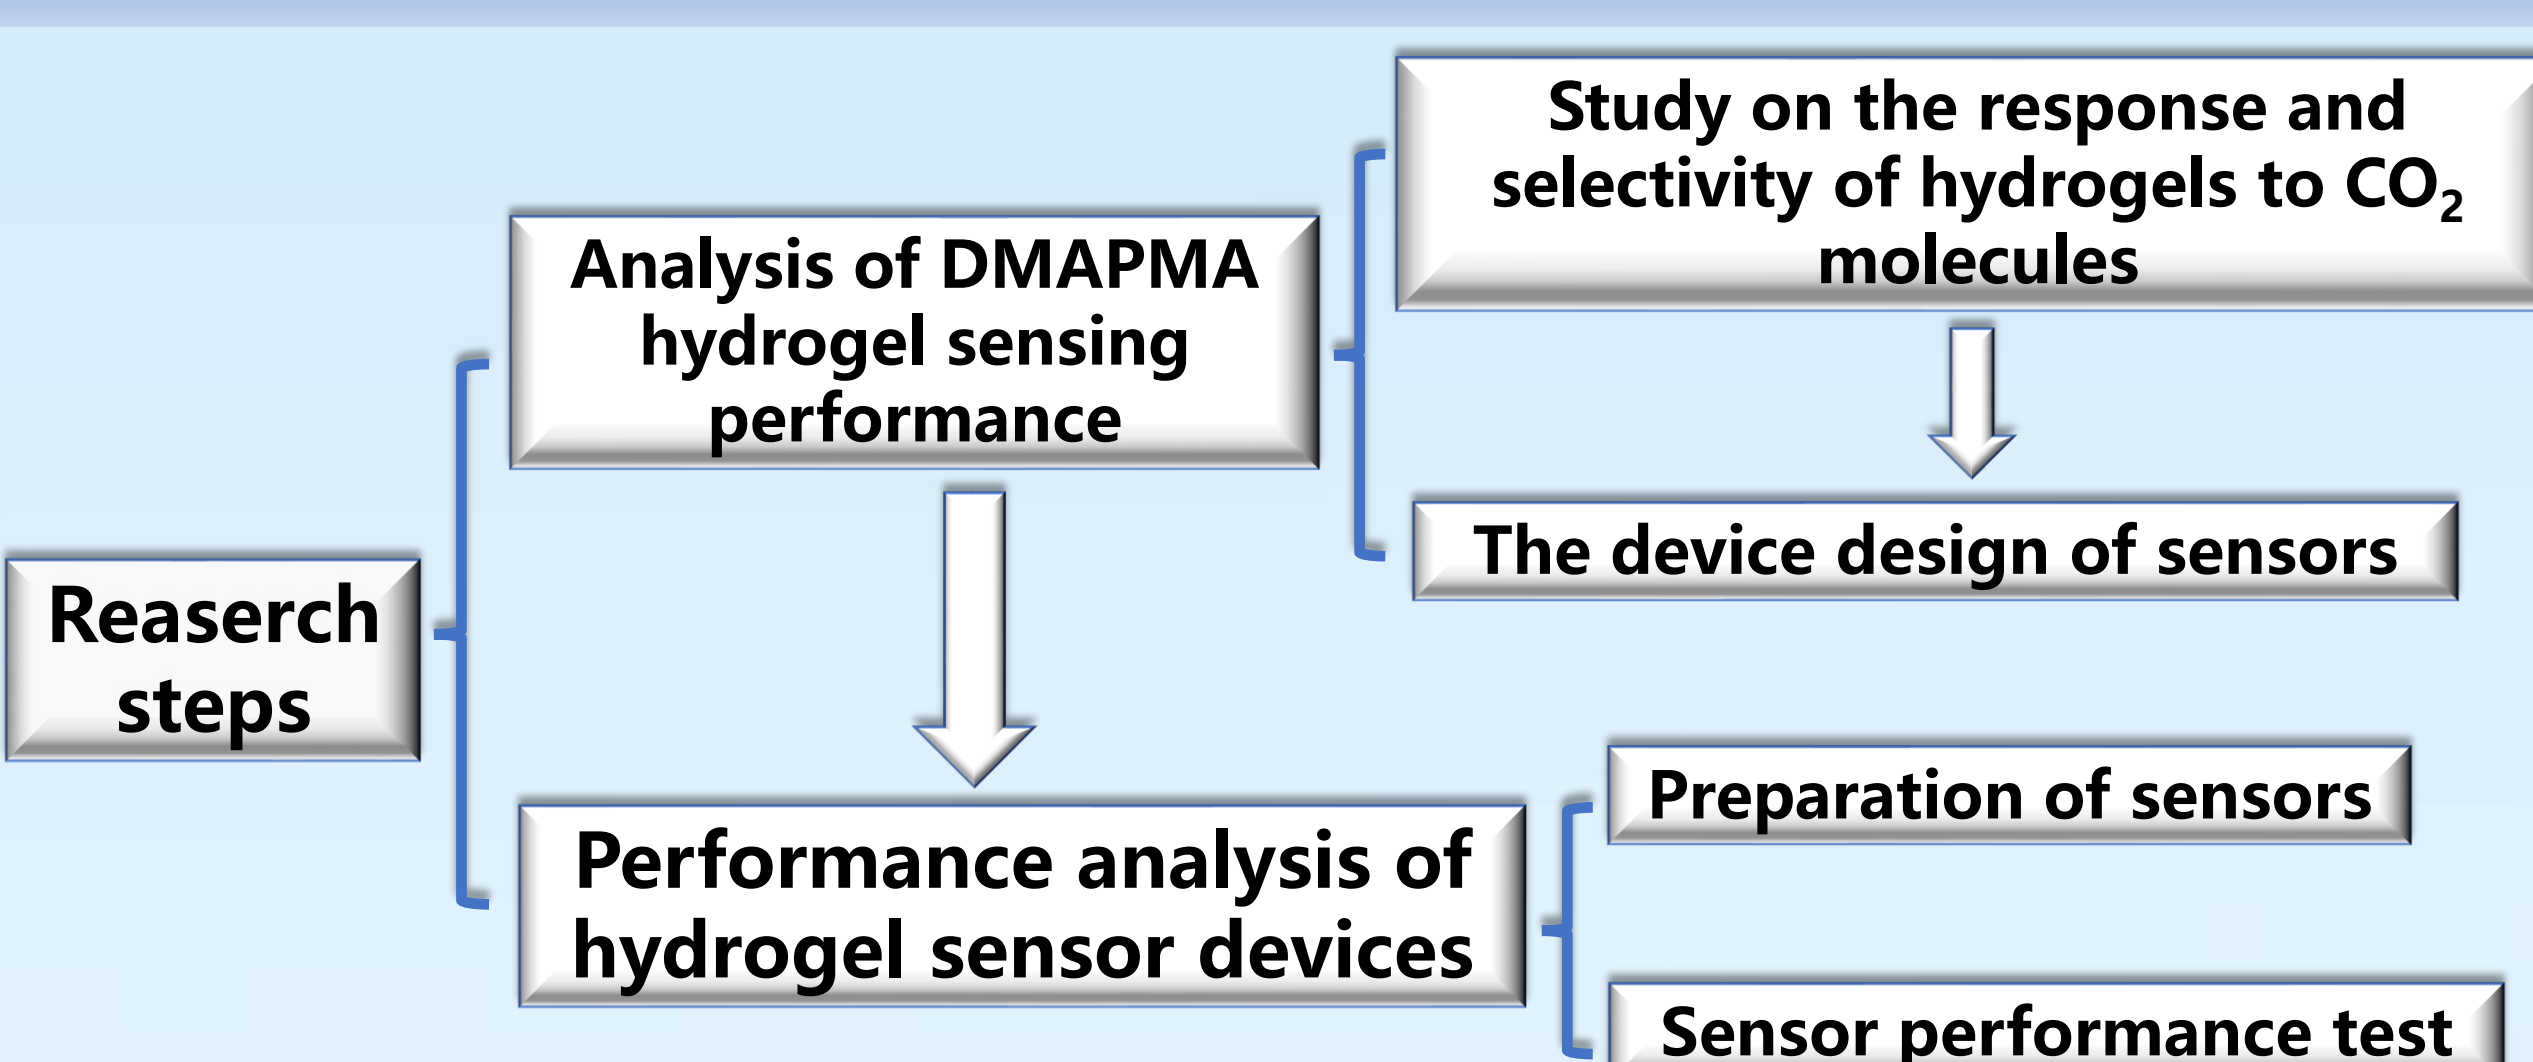 Reaserch
steps
Analysis of DMAPMA
hydrogel sensing
performance
Study on the response and
selectivity of hydrogels to CO₂
molecules
The device design of sensors
Performance analysis of
hydrogel sensor devices
Preparation of sensors
Sensor performance test